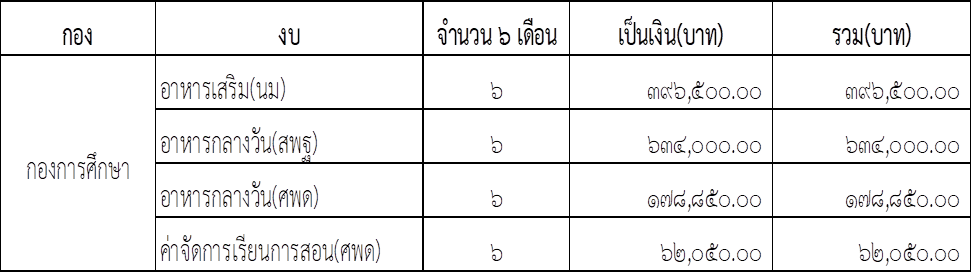 กอง งบ จำนวน ๖ เดือน เป็นเงิน(บาท) รวม(บาท)
อาหารเสริม(นม) ๖ ๓๙๖,๕๐๐.๐๐ ๓๙๖,๕๐๐.๐๐
อาหารกลางวัน(สพฐ) ๖ ๖๓๔,๐๐๐.๐๐ ๖๓๔,๐๐๐.๐๐
กองการศึกษา
อาหารกลางวัน(ศพด) ๖ ๑๗๘,๘๕๐.๐๐ ๑๗๘,๘๕๐.๐๐
ค่าจัดการเรียนการสอน(ศพด) ๖ ๖๒,๐๕๐.๐๐ ๖๒,๐๕๐.๐๐